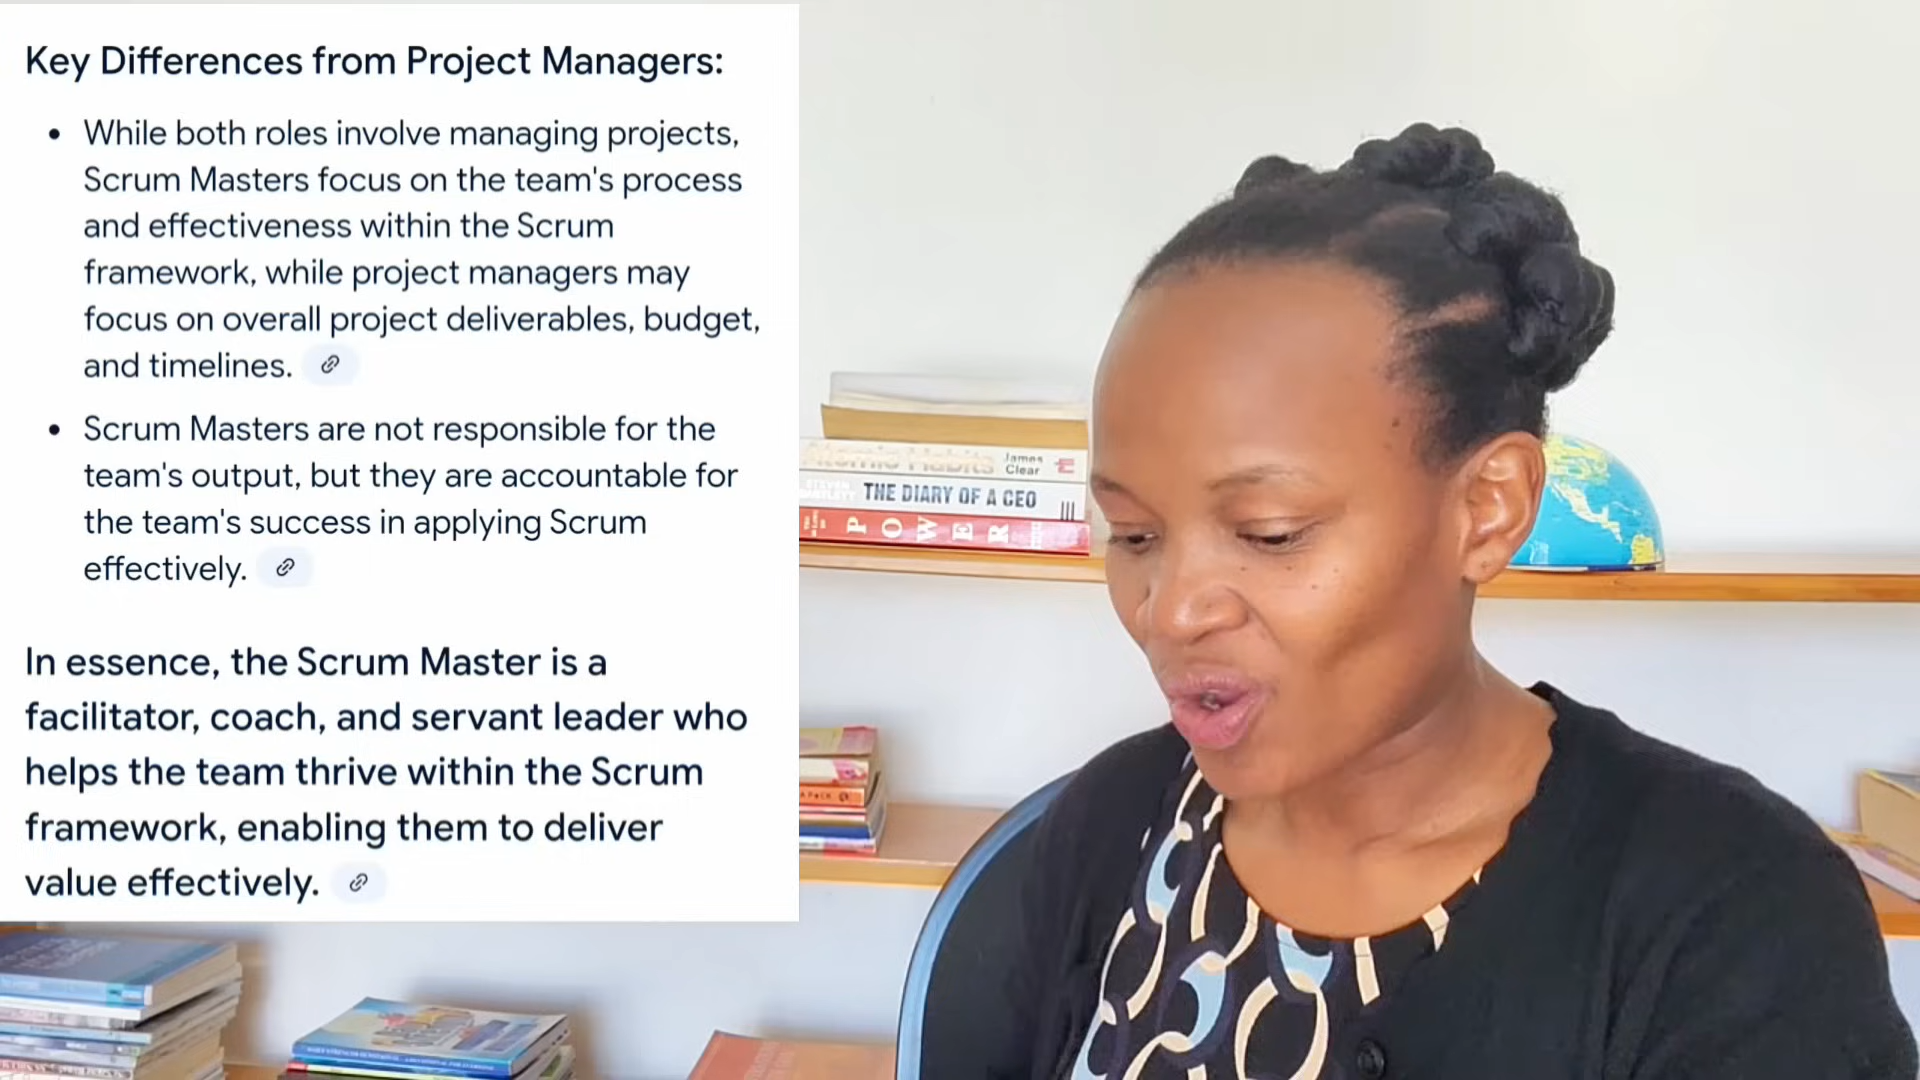 Key Differences from Project Managers:
• While both roles involve managing projects,
Scrum Masters focus on the team's process
and effectiveness within the Scrum
framework, while project managers may
focus on overall project deliverables, budget,
and timelines.
• Scrum Masters are not responsible for the
team's output, but they are accountable for
the team's success in applying Scrum
effectively.
In essence, the Scrum Master is a
facilitator, coach, and servant leader who
helps the team thrive within the Scrum
framework, enabling them to deliver
value effectively.
Atomic Habits James
Clear
THE DIARY OF A CEO
POWER